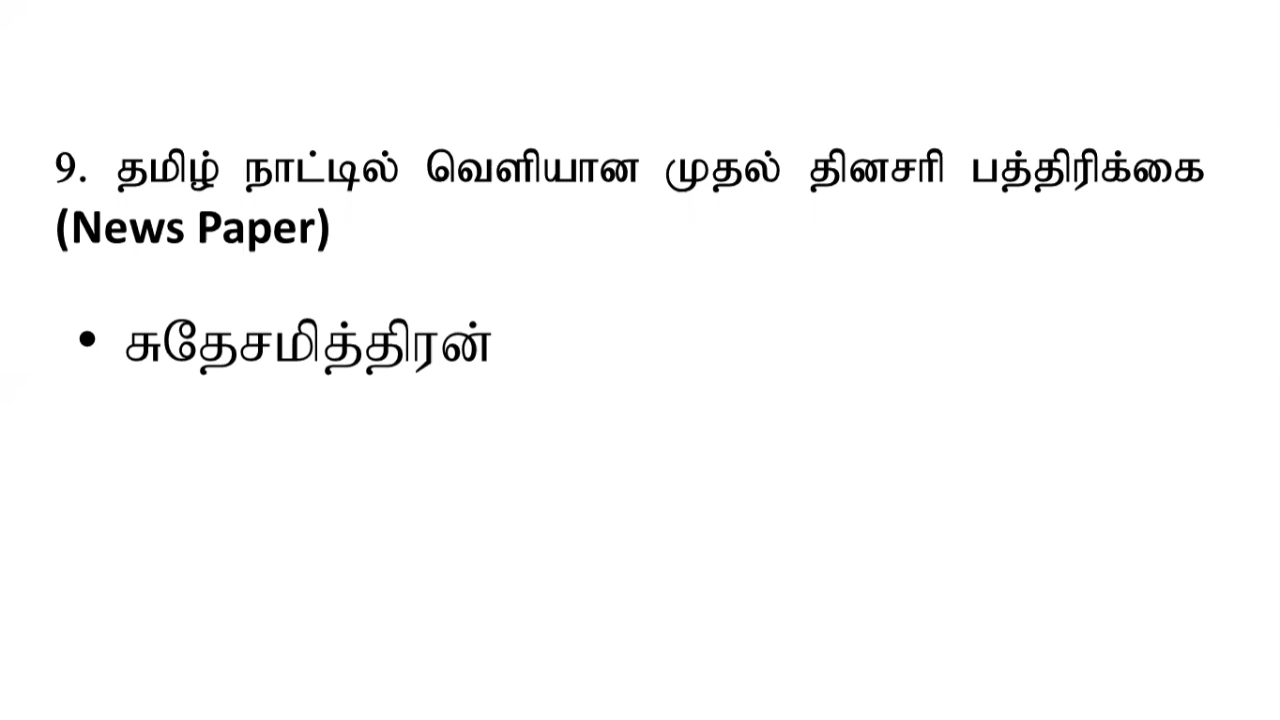 9. தமிழ் நாட்டில் வெளியான முதல் தினசரி பத்திரிக்கை
(News Paper)
• சுதேசமித்திரன்